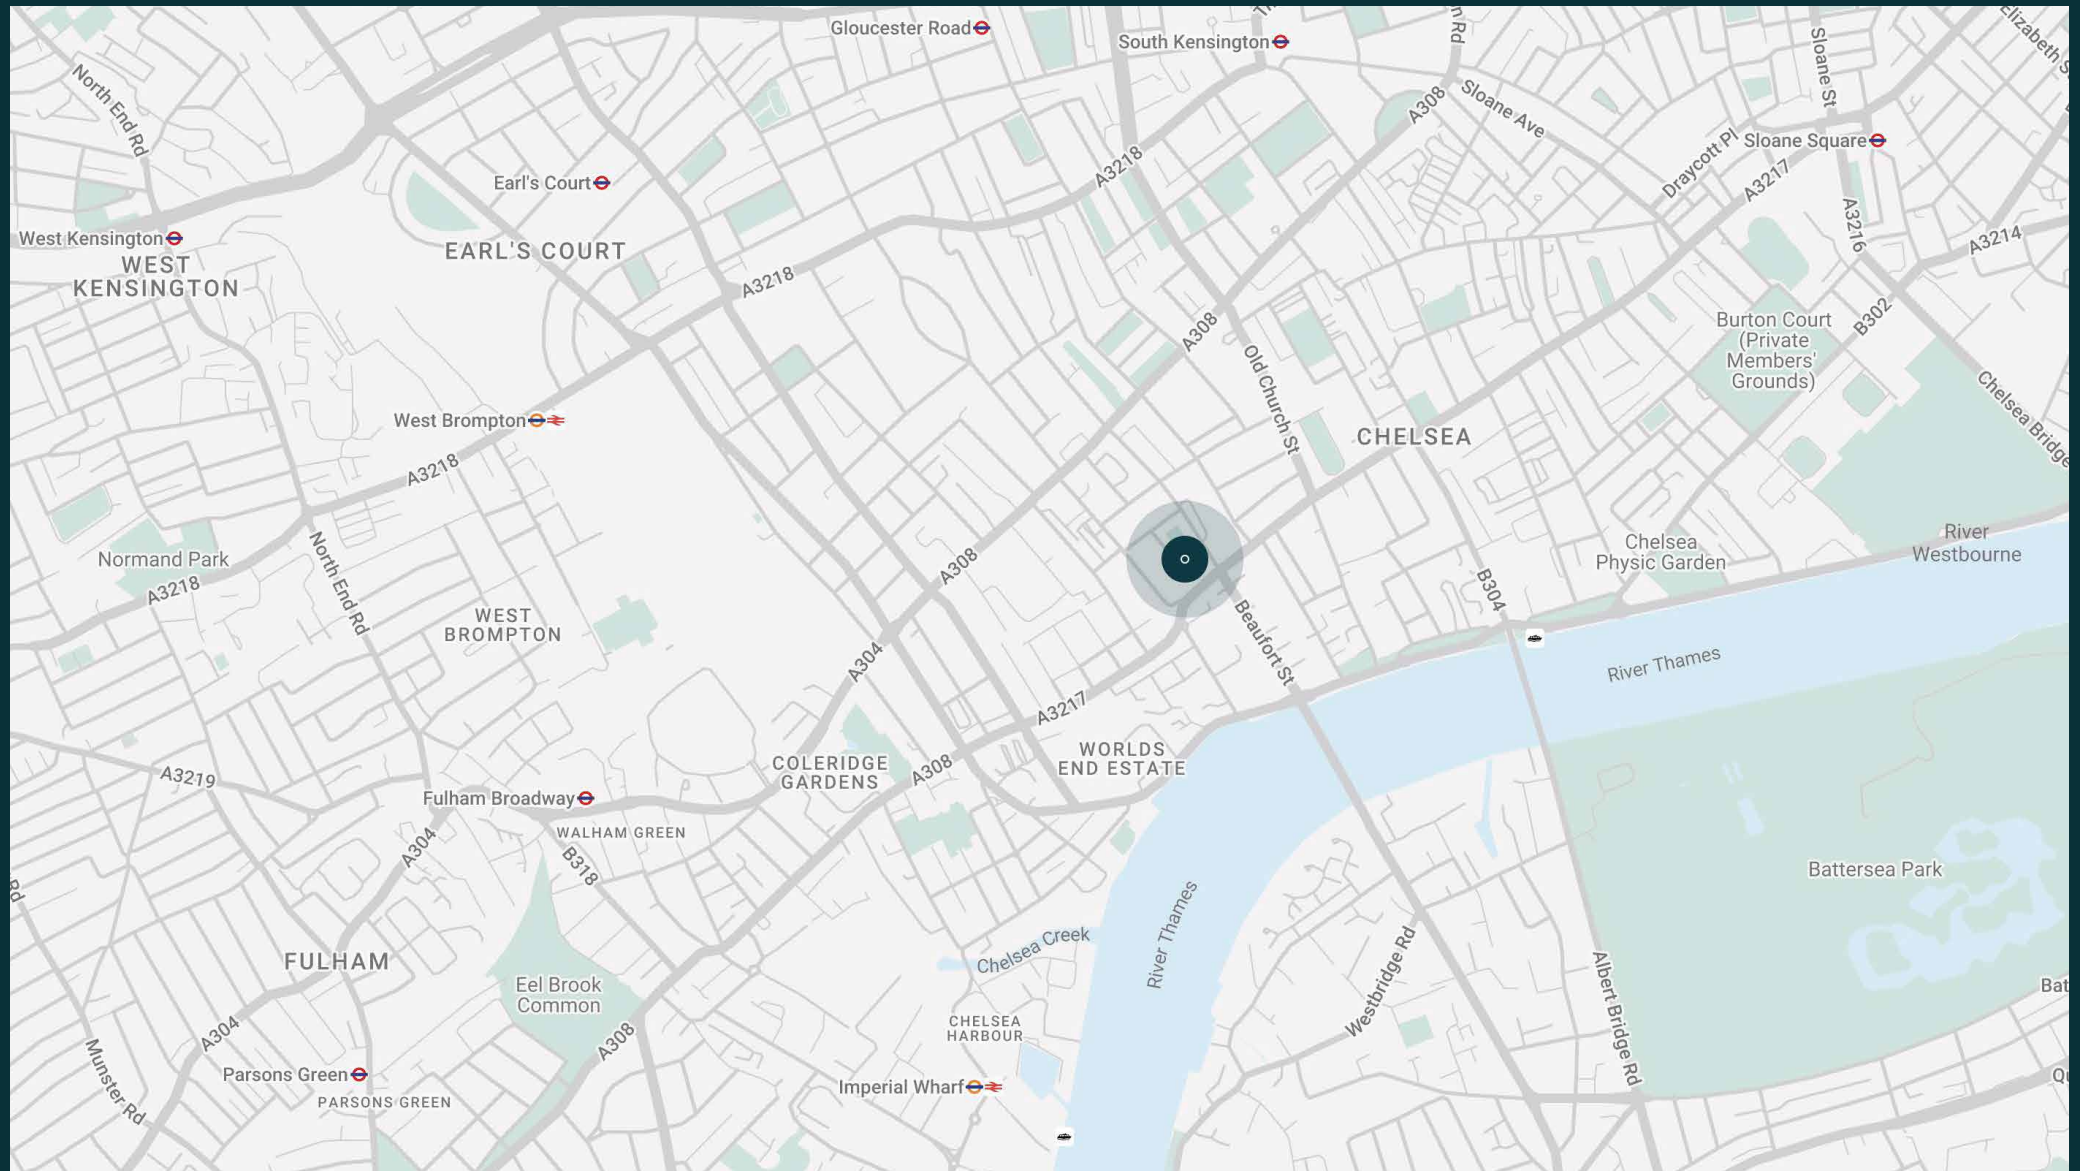 Gloucester Road
South Kensington
Sloane St
Elizabeth
North End Rd
A308
Sloane Ave
Draycott Pl
Sloane Square
A3217
A3218
Earl's Court
EARL'S COURT
West Kensington
WEST
KENSINGTON
A3216
A3214
A3218
B302
Burton Court
(Private
Members'
Grounds)
A308
Old Church St
Chelsea Bridge
West Brompton
A3218
CHELSEA
Normand Park
A3218
North End Rd
A308
River
Westbourne
Chelsea
Physic Garden
B304
WEST
BROMPTON
Beaufort St
A304
River Thames
A3217
WORLDS
END ESTATE
COLERIDGE
GARDENS
A308
A3219
Fulham Broadway
WALHAM GREEN
A304
B318
Battersea Park
Rd
River Thames
Chelsea Creek
Westbridge Rd
FULHAM
Eel Brook
Common
Albert Bridge Rd
Bat
A304
A308
CHELSEA
HARBOUR
Munster Rd
Parsons Green
PARSONS GREEN
Imperial Wharf